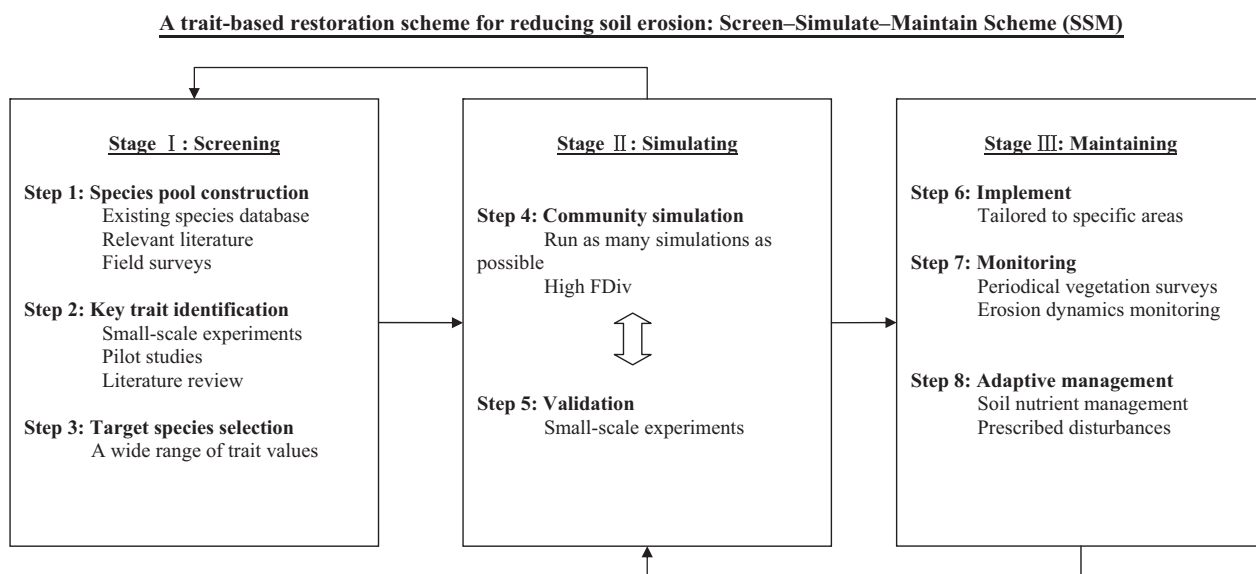 A trait-based restoration scheme for reducing soil erosion: Screen–Simulate–Maintain Scheme (SSM)
Stage Ⅰ: Screening
Step 1: Species pool construction
Existing species database
Relevant literature
Field surveys
Step 2: Key trait identification
Small-scale experiments
Pilot studies
Literature review
Step 3: Target species selection
A wide range of trait values
Stage Ⅱ: Simulating
Step 4: Community simulation
Run as many simulations as
possible
High FDiv
Step 5: Validation
Small-scale experiments
Stage Ⅲ: Maintaining
Step 6: Implement
Tailored to specific areas
Step 7: Monitoring
Periodical vegetation surveys
Erosion dynamics monitoring
Step 8: Adaptive management
Soil nutrient management
Prescribed disturbances